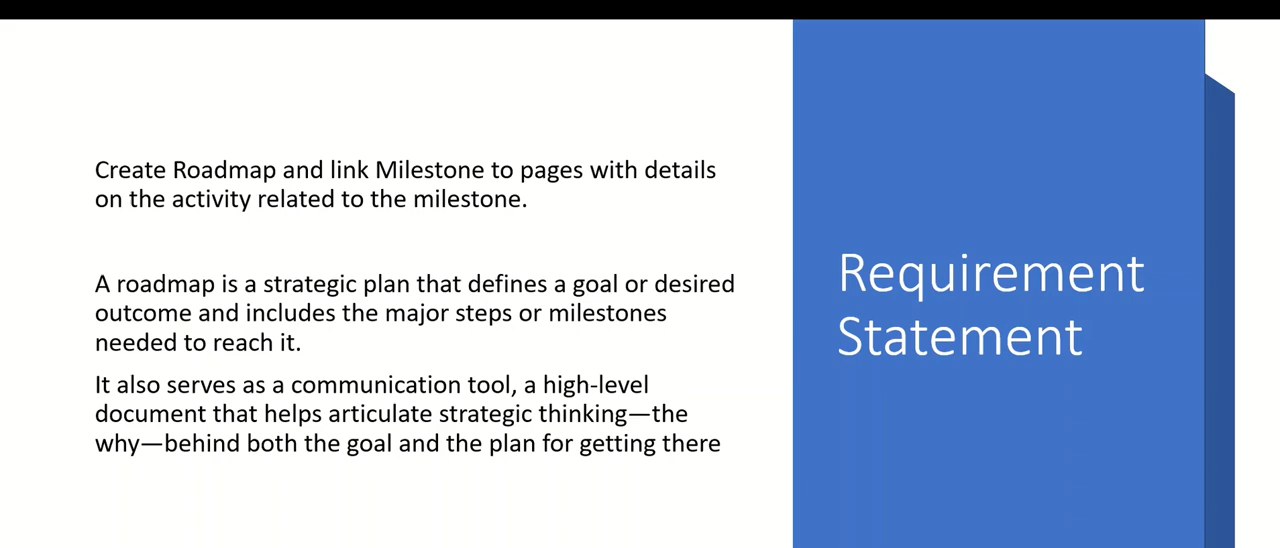 Create Roadmap and link Milestone to pages with details
on the activity related to the milestone.
A roadmap is a strategic plan that defines a goal or desired
outcome and includes the major steps or milestones
needed to reach it.
It also serves as a communication tool, a high-level
document that helps articulate strategic thinking—the
why—behind both the goal and the plan for getting there
Requirement
Statement